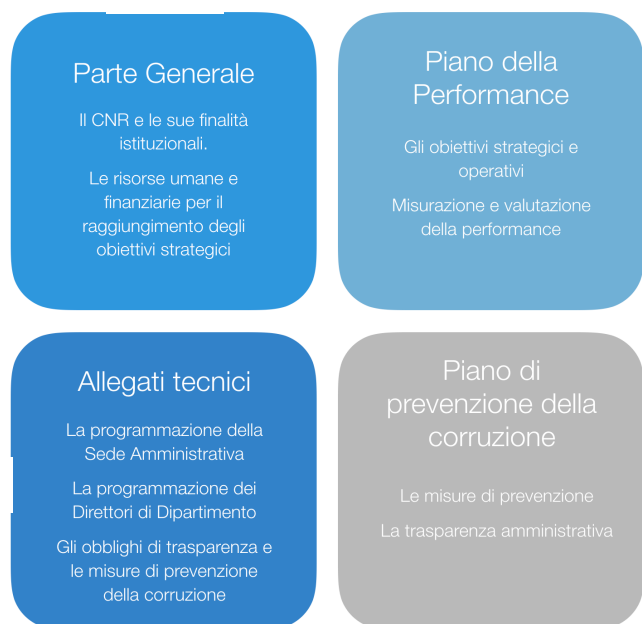 Parte Generale
Il CNR e le sue finalità
istituzionali.
Le risorse umane e
finanziarie per il
raggiungimento degli
obiettivi strategici
Piano della
Performance
Gli obiettivi strategici e
operativi
Misurazione e valutazione
della performance
Allegati tecnici
La programmazione della
Sede Amministrativa
La programmazione dei
Direttori di Dipartimento
Gli obblighi di trasparenza e
le misure di prevenzione
della corruzione
Piano di
prevenzione della
corruzione
Le misure di prevenzione
La trasparenza amministrativa